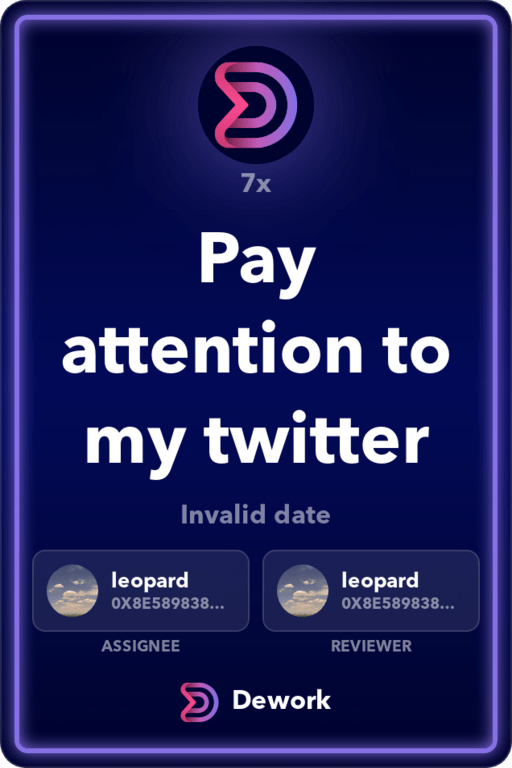 7x
Pay
attention to
my twitter
Invalid date
leopard
0X8E589838...
leopard
0X8E589838...
ASSIGNEE
REVIEWER
Dework